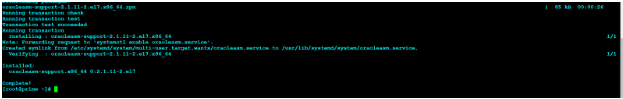 oracleasm-support-2.1.11-2.el7.x86_64.rpm | 85 kB 00:00:26
Running transaction check
Running transaction test
Transaction test succeeded
Running transaction
Installing : oracleasm-support-2.1.11-2.el7.x86_64 1/1
Note: Forwarding request to 'systemctl enable oracleasm.service'.
Created symlink from /etc/systemd/system/multi-user.target.wants/oracleasm.service to /usr/lib/systemd/system/oracleasm.service.
Verifying : oracleasm-support-2.1.11-2.el7.x86_64 1/1
Installed:
oracleasm-support.x86_64 0:2.1.11-2.el7
Complete!
[root@prime ~]#